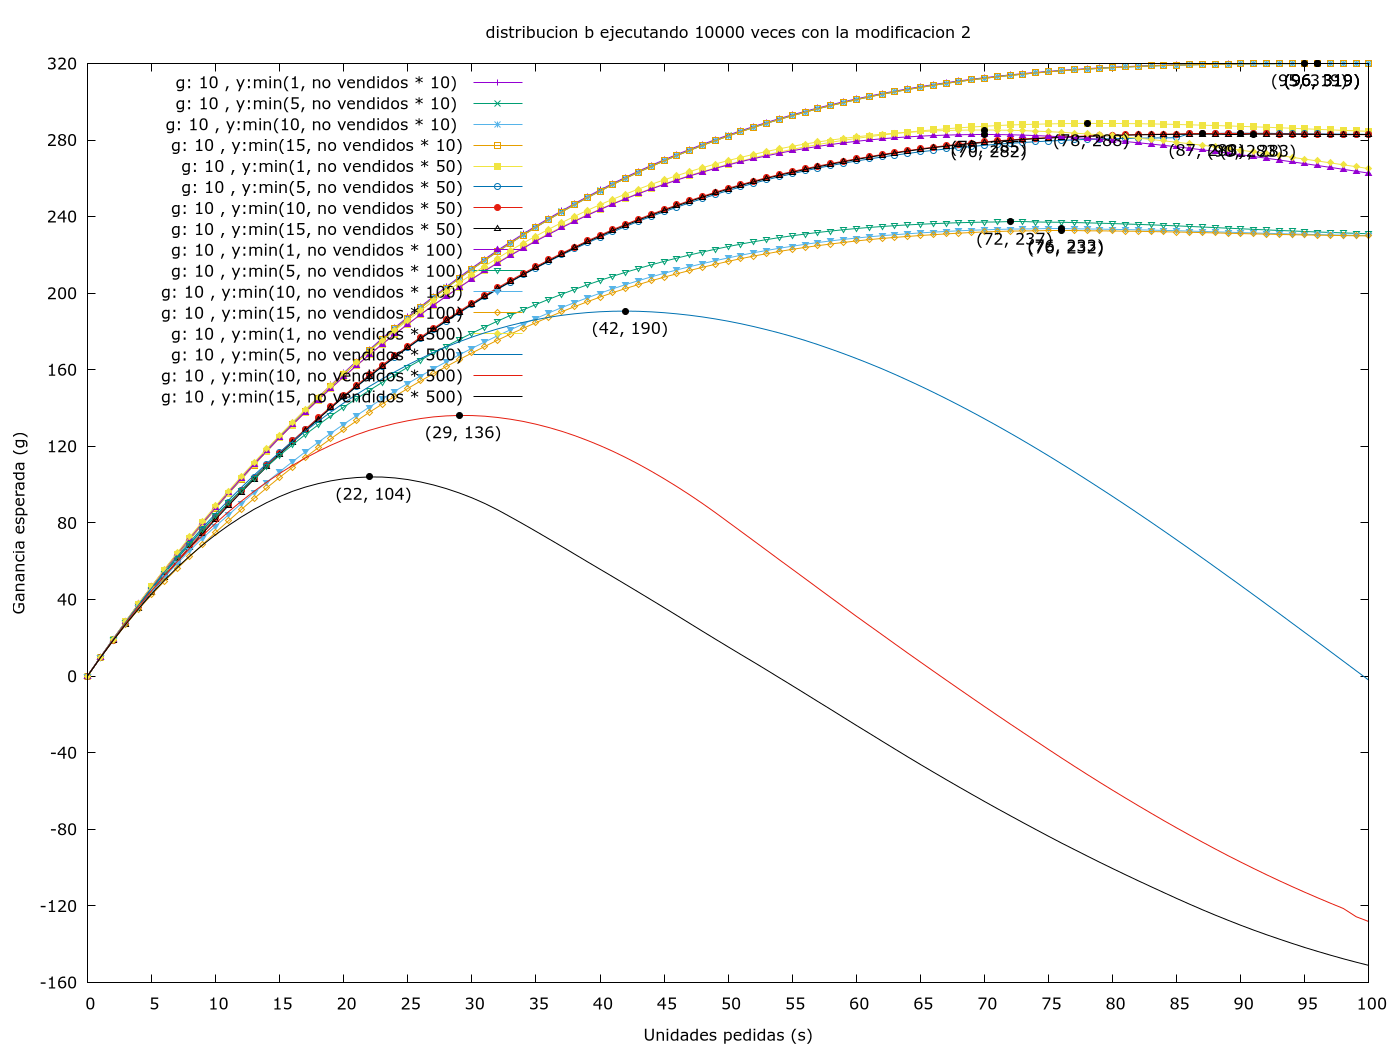 distribucion b ejecutando 10000 veces con la modificacion 2
g: 10 , y:min(1, no vendidos * 10)
g: 10 , y:min(5, no vendidos * 10)
g: 10 , y:min(10, no vendidos * 10)
g: 10 , y:min(15, no vendidos * 10)
g: 10 , y:min(1, no vendidos * 50)
g: 10 , y:min(5, no vendidos * 50)
g: 10 , y:min(10, no vendidos * 50)
g: 10 , y:min(15, no vendidos * 50)
g: 10 , y:min(1, no vendidos * 100)
g: 10 , y:min(5, no vendidos * 100)
g: 10 , y:min(10, no vendidos * 100)
g: 10 , y:min(15, no vendidos * 100)
g: 10 , y:min(1, no vendidos * 500)
g: 10 , y:min(5, no vendidos * 500)
g: 10 , y:min(10, no vendidos * 500)
g: 10 , y:min(15, no vendidos * 500)
320
280
240
200
160
120
80
40
0
-40
-80
-120
-160
Ganancia esperada (g)
(96, 319)
(70, 282)
(78, 288)
(72, 237)
(76, 232)
(42, 190)
(29, 136)
(22, 104)
0 5 10 15 20 25 30 35 40 45 50 55 60 65 70 75 80 85 90 95 100
Unidades pedidas (s)